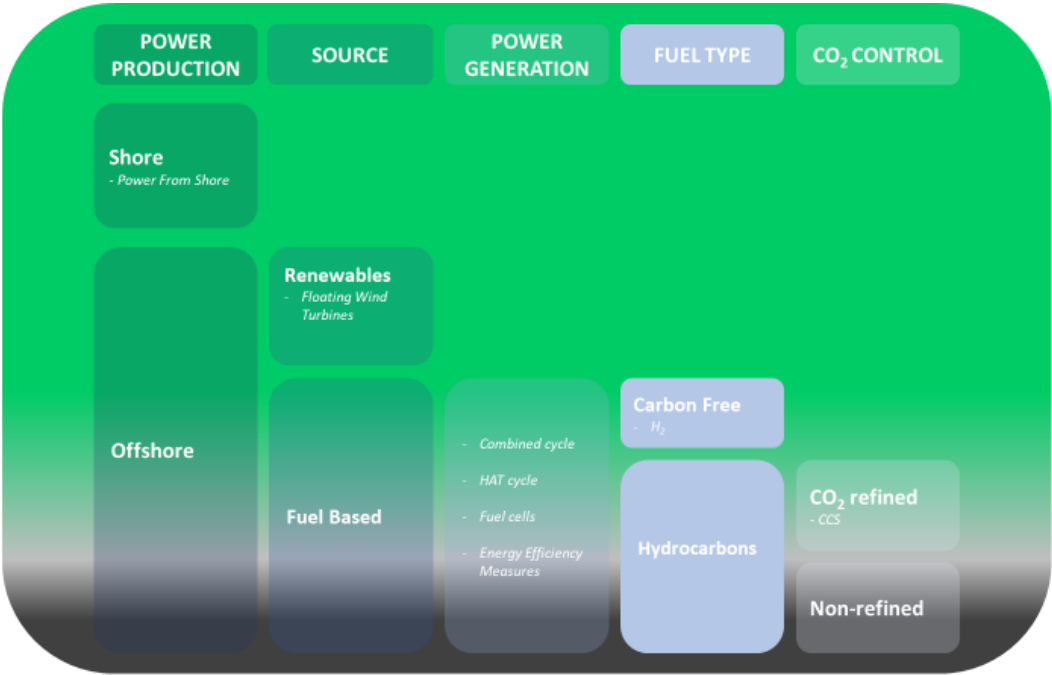 POWER
PRODUCTION
SOURCE
POWER
GENERATION
FUEL TYPE
CO₂ CONTROL
Shore
- Power From Shore
Offshore
Renewables
- Floating Wind
Turbines
Fuel Based
- Combined cycle
- HAT cycle
- Fuel cells
- Energy Efficiency
Measures
Carbon Free
- H₂
Hydrocarbons
CO₂ refined
- CCS
Non-refined